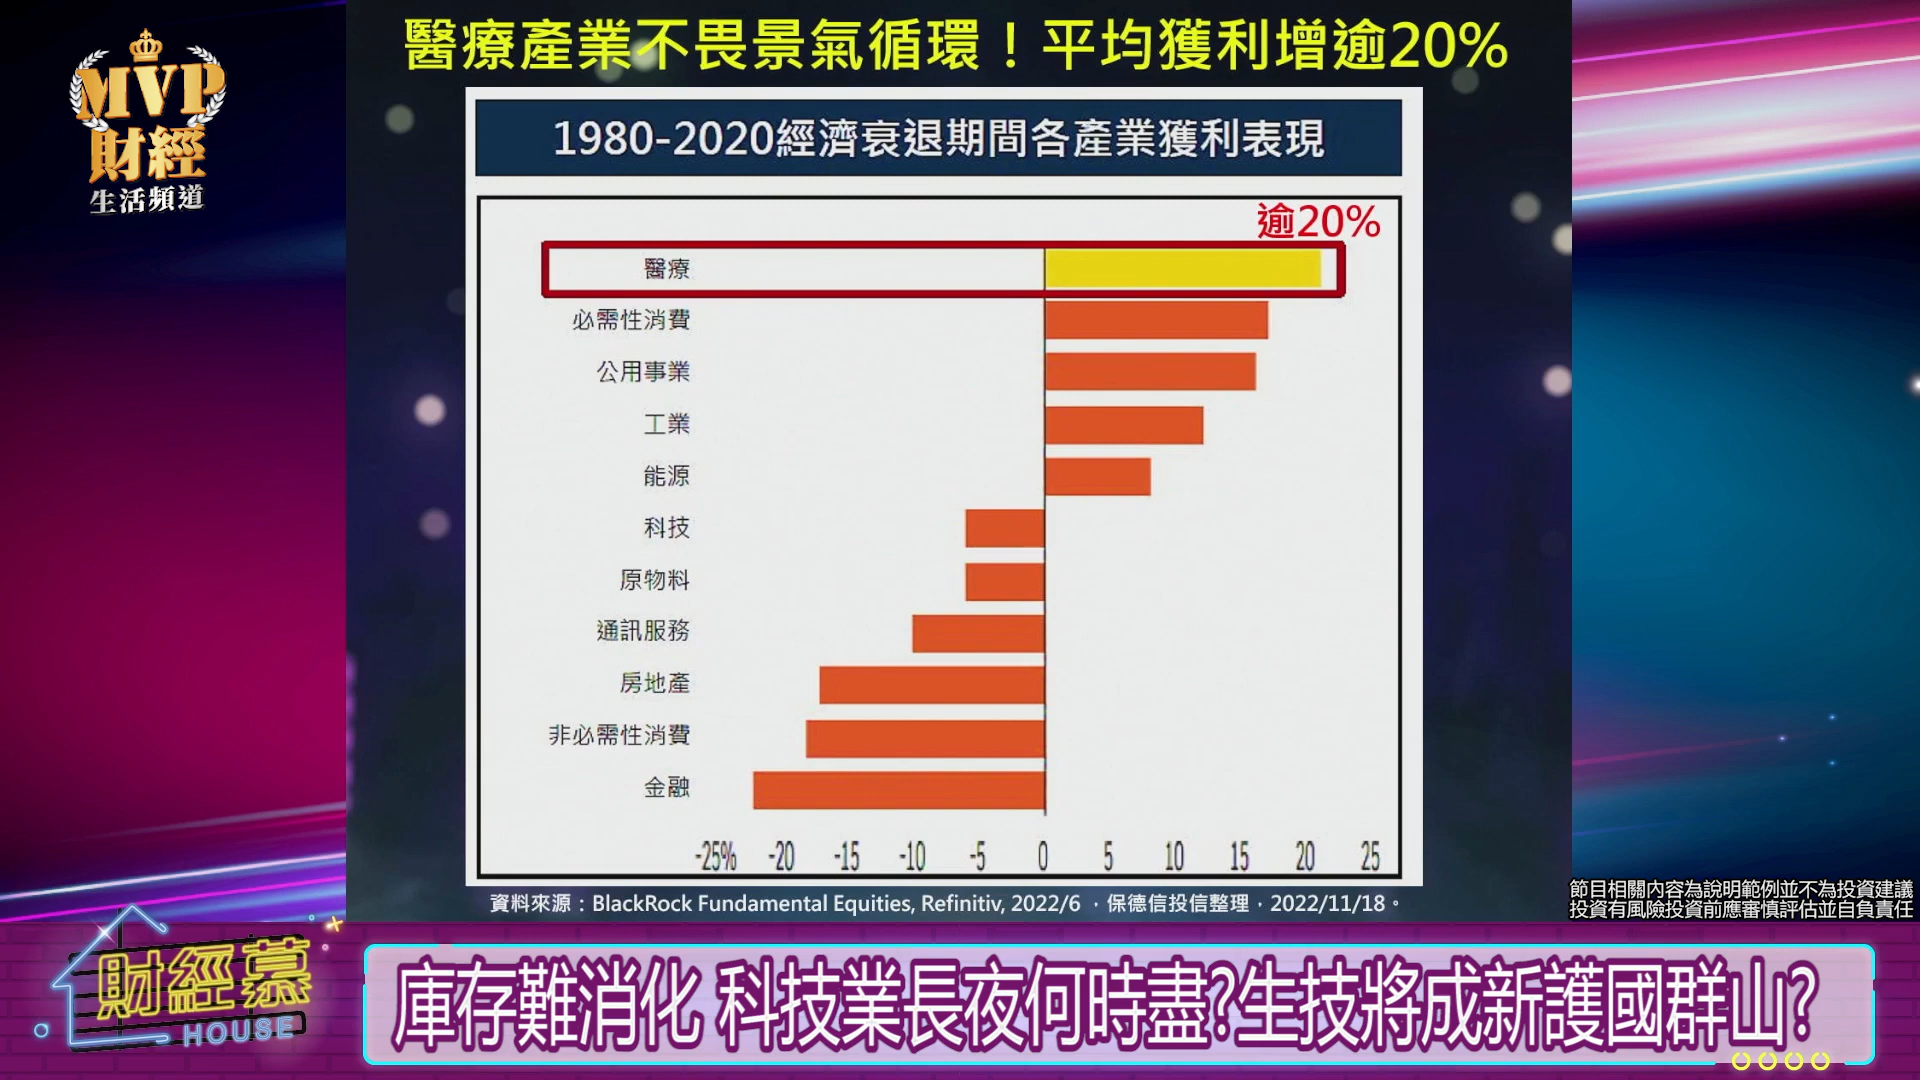 MVP
財經
生活頻道
醫療產業不畏景氣循環！平均獲利增逾20%
1980-2020經濟衰退期間各產業獲利表現
逾20%
醫療
必需性消費
公用事業
工業
能源
科技
原物料
通訊服務
房地產
非必需性消費
金融
-25% -20 -15 -10 -5 0 5 10 15 20 25
資料來源：BlackRock Fundamental Equities, Refinitiv, 2022/6 ，保德信投信整理，2022/11/18。
節目相關內容為說明範例並不為投資建議
投資有風險投資前應審慎評估並自負責任
財經慕
HOUSE
庫存難消化 科技業長夜何時盡?生技將成新護國群山?